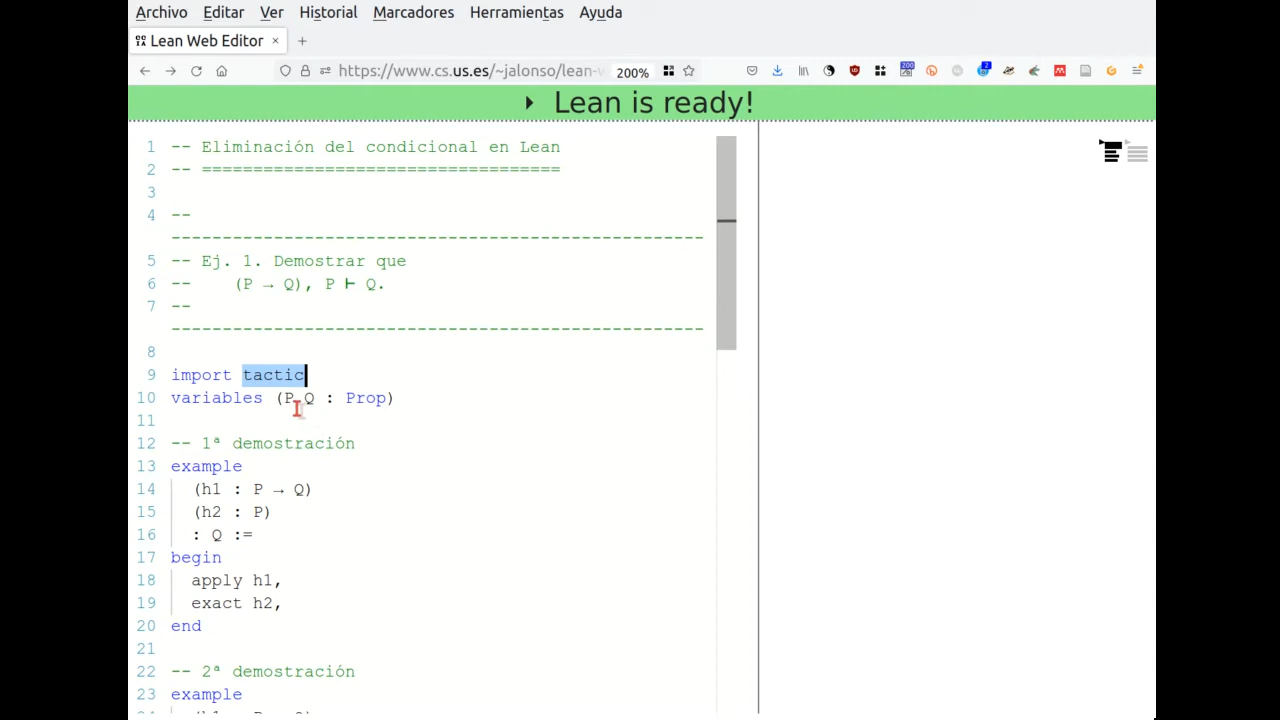 Archivo Editar Ver Historial Marcadores Herramientas Ayuda
Lean Web Editor × +
https://www.cs.us.es/~jalonso/lean- 200%
200 2
Lean is ready!
1 -- Eliminación del condicional en Lean
2 -- ===================================
3
4 --
-----------------------------------------------------
5 -- Ej. 1. Demostrar que
6 -- (P → Q), P ⊢ Q.
7 --
-----------------------------------------------------
8
9 import tactic
10 variables (P Q : Prop)
11
12 -- 1ª demostración
13 example
14 (h1 : P → Q)
15 (h2 : P)
16 : Q :=
17 begin
18 apply h1,
19 exact h2,
20 end
21
22 -- 2ª demostración
23 example